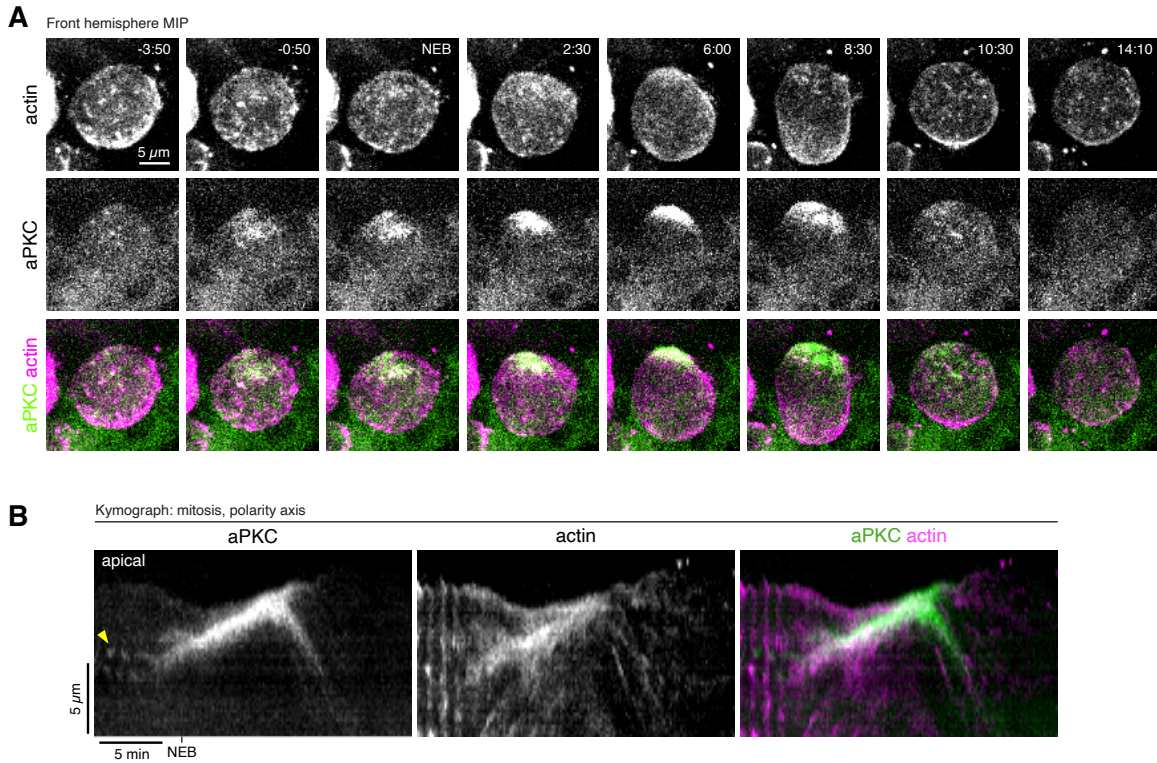 A
Front hemisphere MIP
-3:50 -0:50 NEB 2:30 6:00 8:30 10:30 14:10
actin
5 µm
aPKC
aPKC actin
B
Kymograph: mitosis, polarity axis
aPKC actin aPKC actin
apical
5 µm
5 min NEB